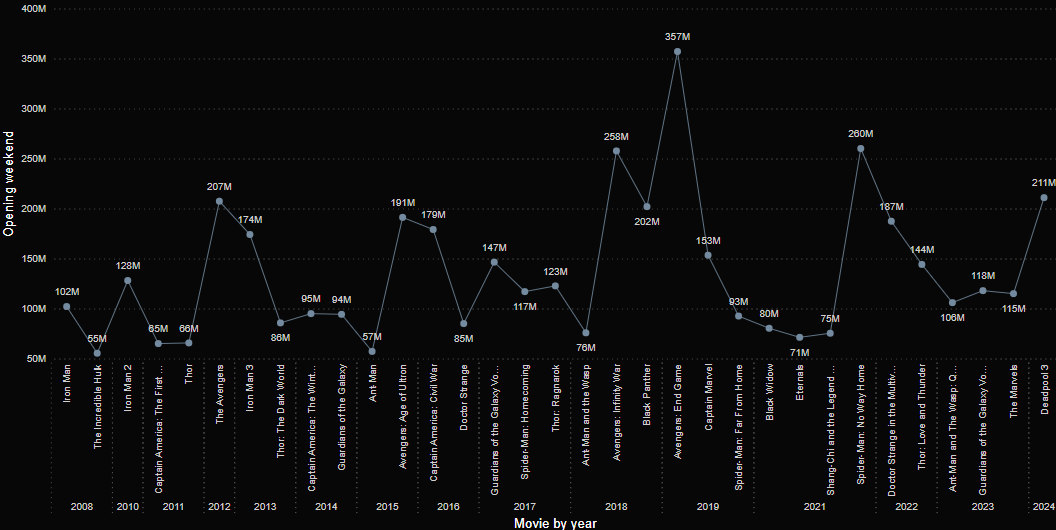 400M
350M
300M
250M
200M
150M
100M
50M
Opening weekend
102M
55M
128M
65M
66M
207M
174M
86M
95M
94M
57M
191M
179M
85M
147M
117M
123M
76M
258M
202M
357M
153M
93M
80M
71M
75M
260M
187M
144M
106M
118M
115M
211M
Iron Man
The Incredible Hulk
Iron Man 2
Captain America: The First ...
Thor
The Avengers
Iron Man 3
Thor: The Dark World
Captain America: The Wint...
Guardians of the Galaxy
Ant-Man
Avengers: Age of Ultron
Captain America: Civil War
Doctor Strange
Guardians of the Galaxy Vo...
Spider-Man: Homecoming
Thor: Ragnarok
Ant-Man and the Wasp
Avengers: Infinity War
Black Panther
Avengers: End Game
Captain Marvel
Spider-Man: Far From Home
Black Widow
Eternals
Shang-Chi and the Legend ...
Spider-Man: No Way Home
Doctor Strange in the Multiv...
Thor: Love and Thunder
Ant-Man and The Wasp: Q...
Guardians of the Galaxy Vo...
The Marvels
Deadpool 3
2008
2010
2011
2012
2013
2014
2015
2016
2017
2018
2019
2021
2022
2023
2024
Movie by year